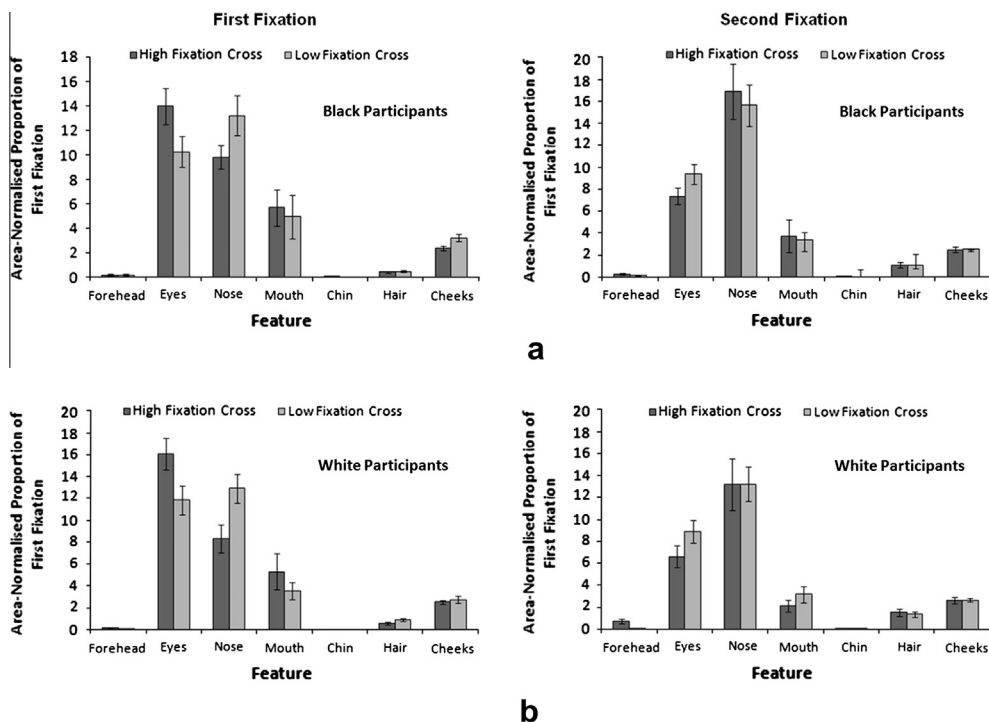 First Fixation
High Fixation Cross Low Fixation Cross
Black Participants
Area-Normalised Proportion of
First Fixation
18
16
14
12
10
8
6
4
2
0
Forehead Eyes Nose Mouth Chin Hair Cheeks
Feature
Second Fixation
High Fixation Cross Low Fixation Cross
Black Participants
Area-Normalised Proportion of
First Fixation
20
18
16
14
12
10
8
6
4
2
0
Forehead Eyes Nose Mouth Chin Hair Cheeks
Feature
a
High Fixation Cross Low Fixation Cross
White Participants
Area-Normalised Proportion of
First Fixation
20
18
16
14
12
10
8
6
4
2
0
Forehead Eyes Nose Mouth Chin Hair Cheeks
Feature
High Fixation Cross Low Fixation Cross
White Participants
Area-Normalised Proportion of
First Fixation
20
18
16
14
12
10
8
6
4
2
0
Forehead Eyes Nose Mouth Chin Hair Cheeks
Feature
b